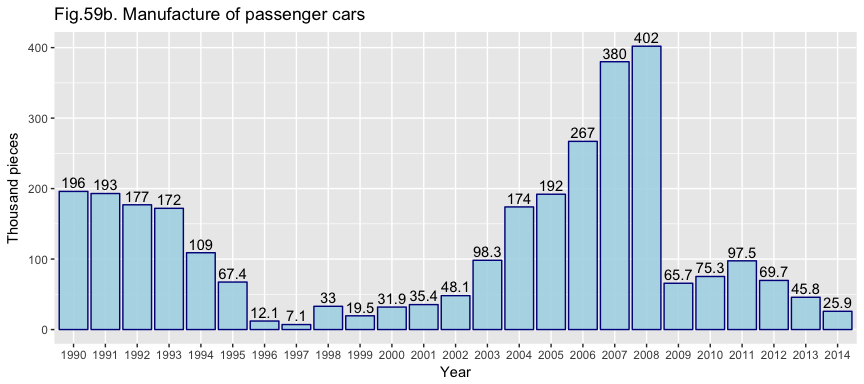 Fig.59b. Manufacture of passenger cars
Thousand pieces
400
300
200
100
0
196 193 177 172 109 67.4 12.1 7.1 33 19.5 31.9 35.4 48.1 98.3 174 192 267 380 402 65.7 75.3 97.5 69.7 45.8 25.9
1990 1991 1992 1993 1994 1995 1996 1997 1998 1999 2000 2001 2002 2003 2004 2005 2006 2007 2008 2009 2010 2011 2012 2013 2014
Year